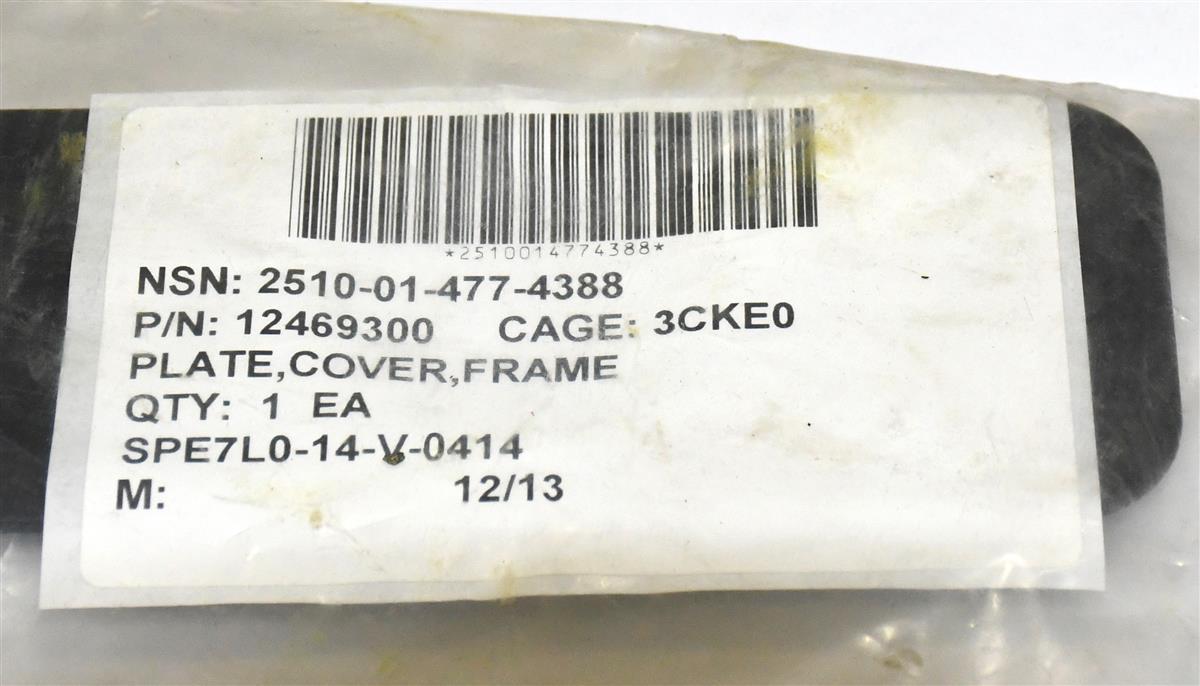 *2510014774388*
NSN: 2510-01-477-4388
P/N: 12469300 CAGE: 3CKE0
PLATE,COVER,FRAME
QTY: 1 EA
SPE7L0-14-V-0414
M: 12/13